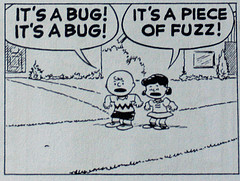 IT'S A BUG!
IT'S A BUG!
IT'S A PIECE
OF FUZZ!